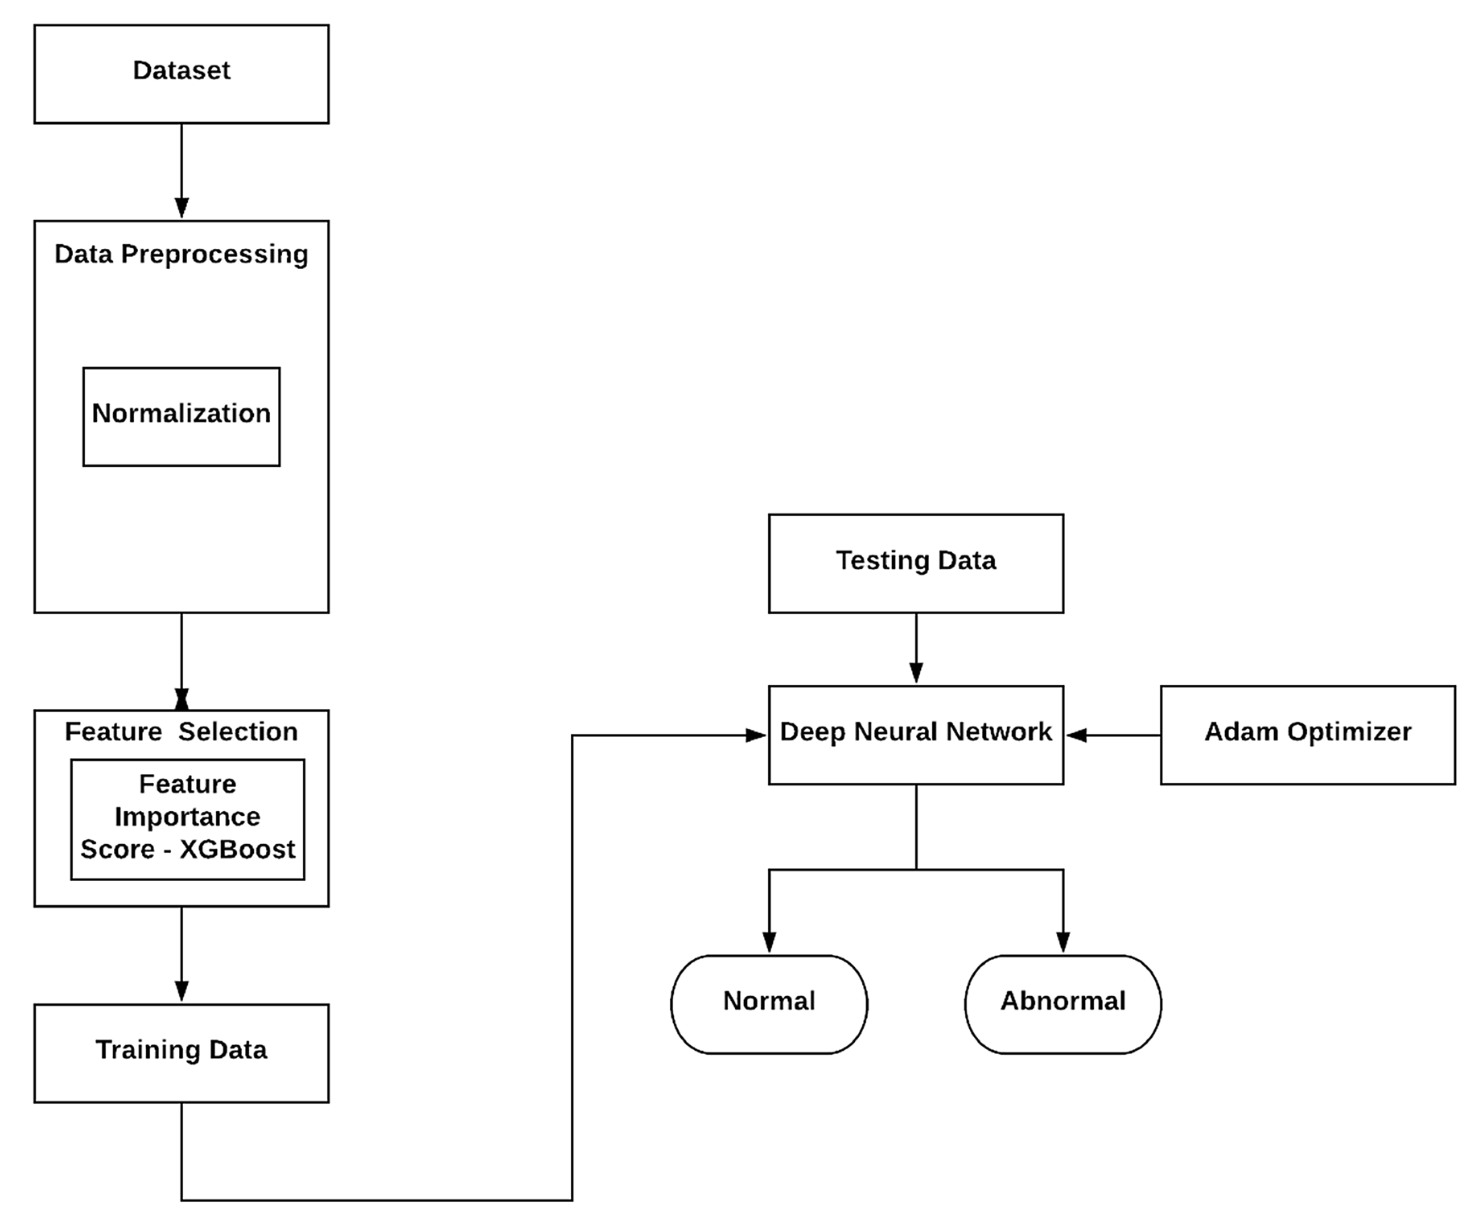 Dataset
Data Preprocessing
Normalization
Feature  Selection
Feature
Importance
Score - XGBoost
Training Data
Testing Data
Deep Neural Network
Adam Optimizer
Normal
Abnormal